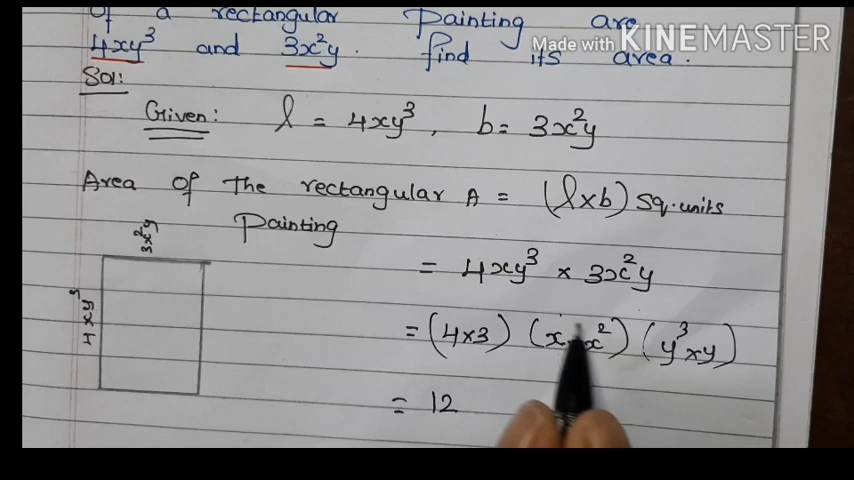 Of a rectangular Painting are
Made with KINEMASTER
4xy³ and 3x²y. find its area.
Sol:
Given: l = 4xy³, b = 3x²y
Area of the rectangular A = (l×b) sq.units
Painting
3x²y
4xy³
= 4xy³ × 3x²y
= (4×3) (x × x²) (y³×y)
= 12